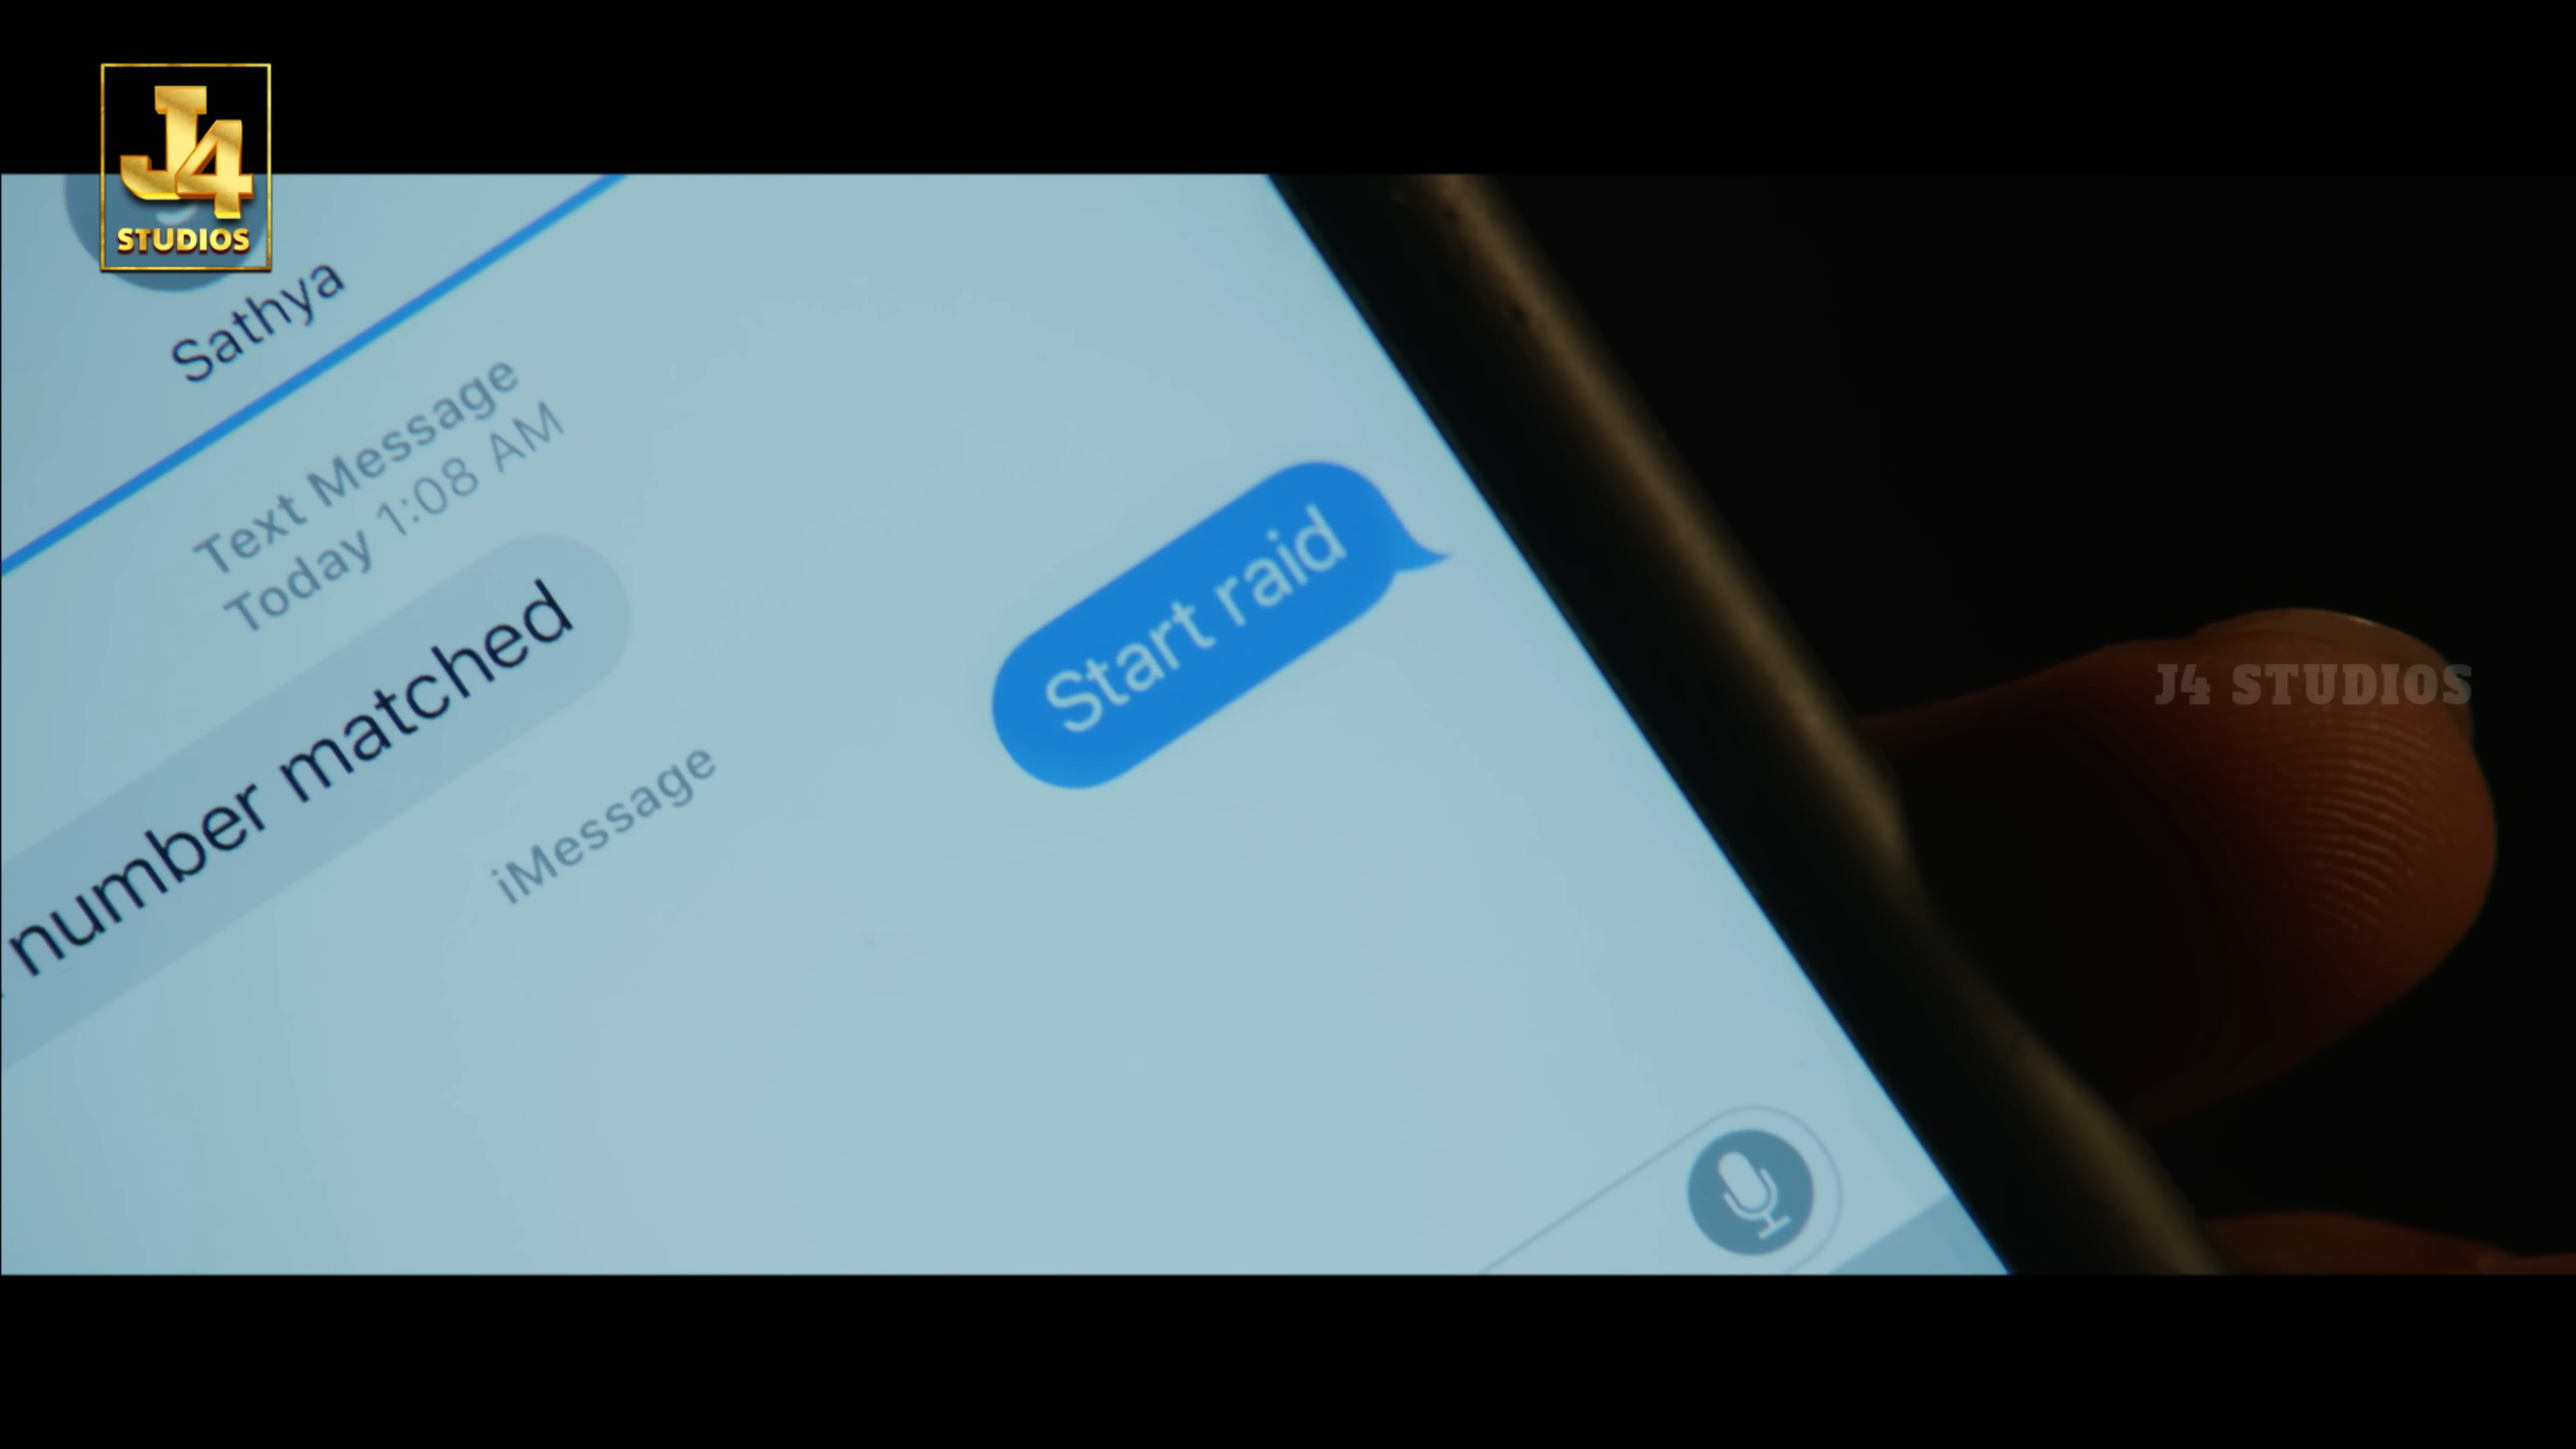 J4
STUDIOS
Sathya
Text Message
Today 1:08 AM
number matched
Start raid
iMessage
J4 STUDIOS